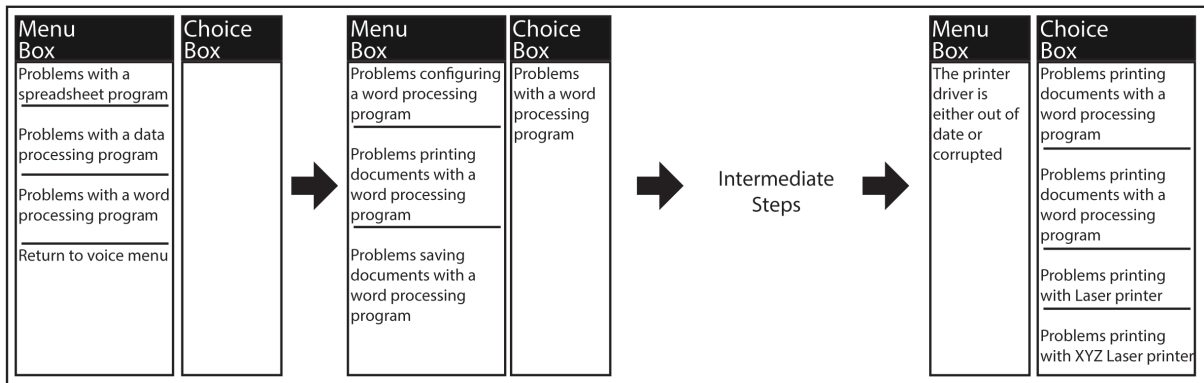 Menu
Box
Problems with a
spreadsheet program
Problems with a data
processing program
Problems with a word
processing program
Return to voice menu
Choice
Box
Menu
Box
Problems configuring
a word processing
program
Problems printing
documents with a
word processing
program
Problems saving
documents with a
word processing
program
Choice
Box
Problems
with a word
processing
program
Intermediate
Steps
Menu
Box
The printer
driver is
either out of
date or
corrupted
Choice
Box
Problems printing
documents with a
word processing
program
Problems printing
documents with a
word processing
program
Problems printing
with Laser printer
Problems printing
with XYZ Laser printer